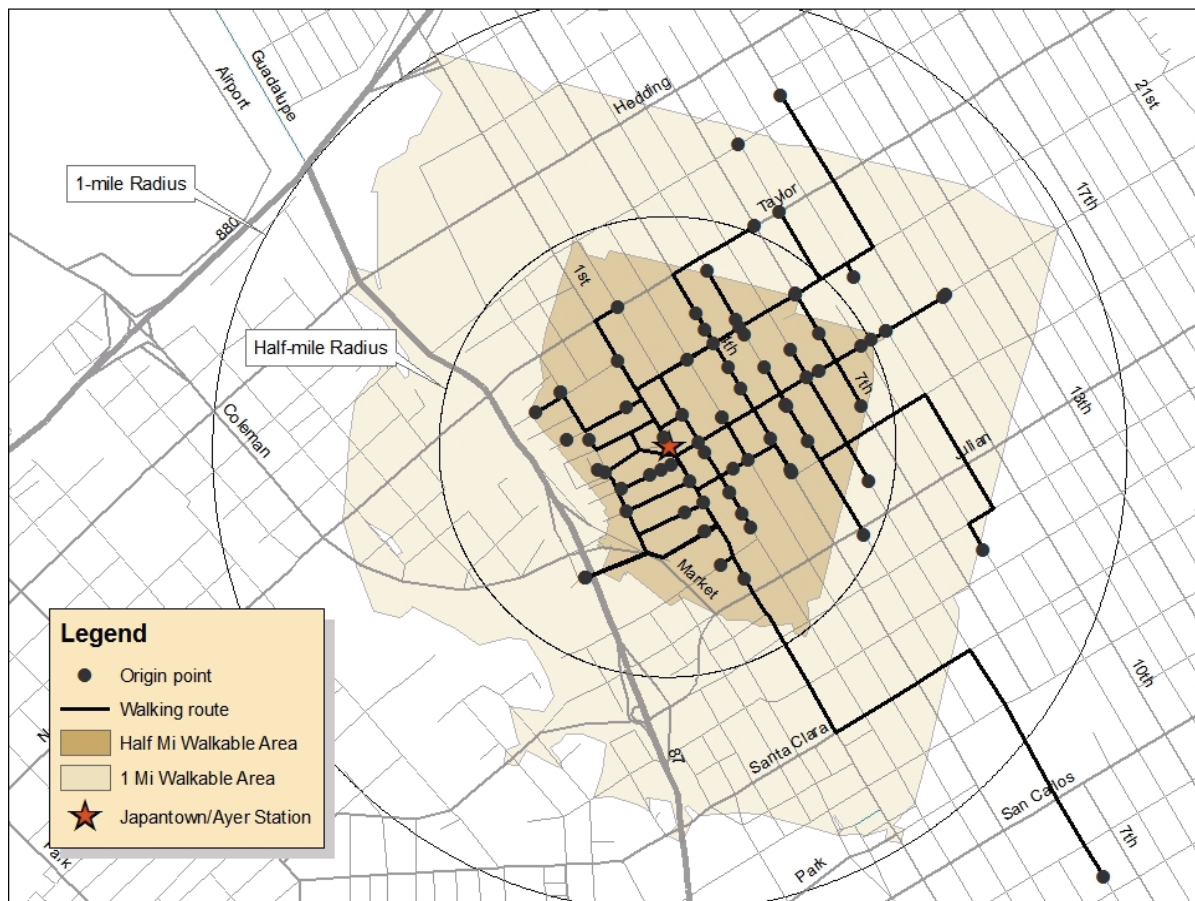 Guadalupe
Airport
Hedding
21st
1-mile Radius
17th
Taylor
880
1st
Half-mile Radius
7th
13th
Coleman
Julian
Market
Legend
Origin point
Walking route
Half Mi Walkable Area
1 Mi Walkable Area
Japantown/Ayer Station
10th
Santa Clara
87
San Carlos
7th
Park
Park